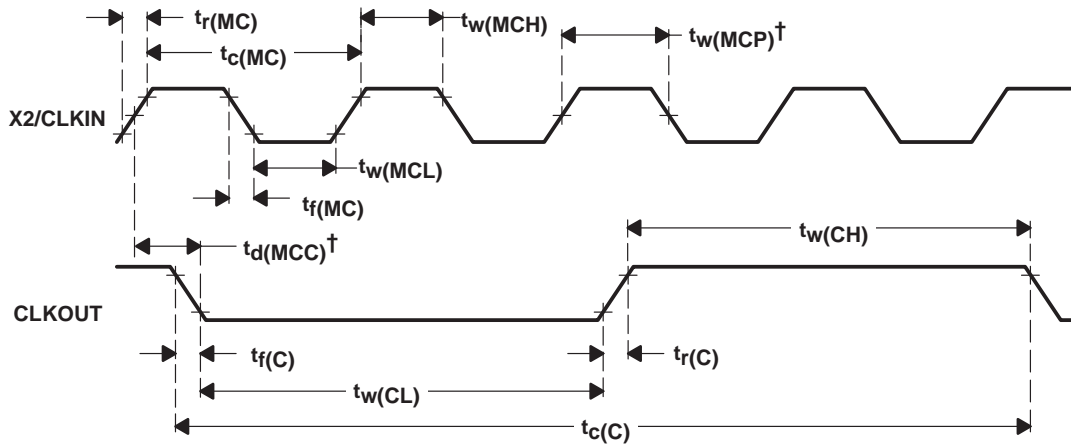 tr(MC)
tw(MCH)
tw(MCP)†
tc(MC)
X2/CLKIN
tw(MCL)
tf(MC)
td(MCC)†
tw(CH)
CLKOUT
tf(C)
tr(C)
tw(CL)
tc(C)